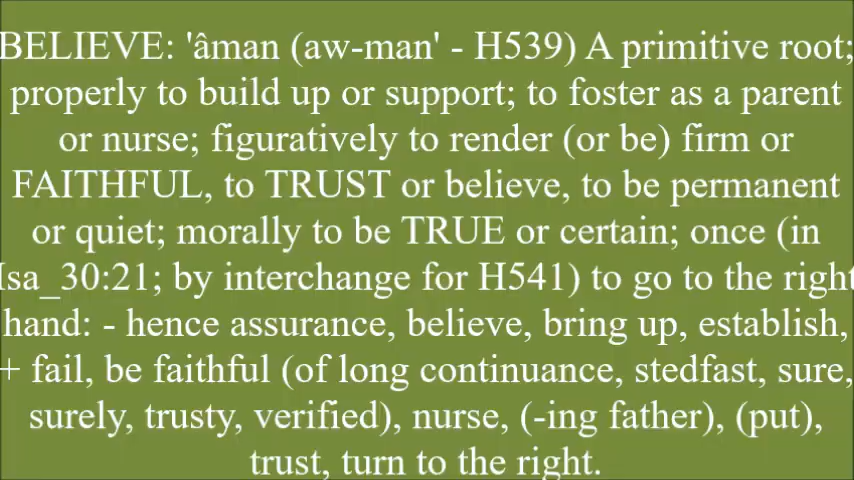 BELIEVE: 'âman (aw-man' - H539) A primitive root;
properly to build up or support; to foster as a parent
or nurse; figuratively to render (or be) firm or
FAITHFUL, to TRUST or believe, to be permanent
or quiet; morally to be TRUE or certain; once (in
Isa_30:21; by interchange for H541) to go to the right
hand: - hence assurance, believe, bring up, establish,
+ fail, be faithful (of long continuance, stedfast, sure,
surely, trusty, verified), nurse, (-ing father), (put),
trust, turn to the right.